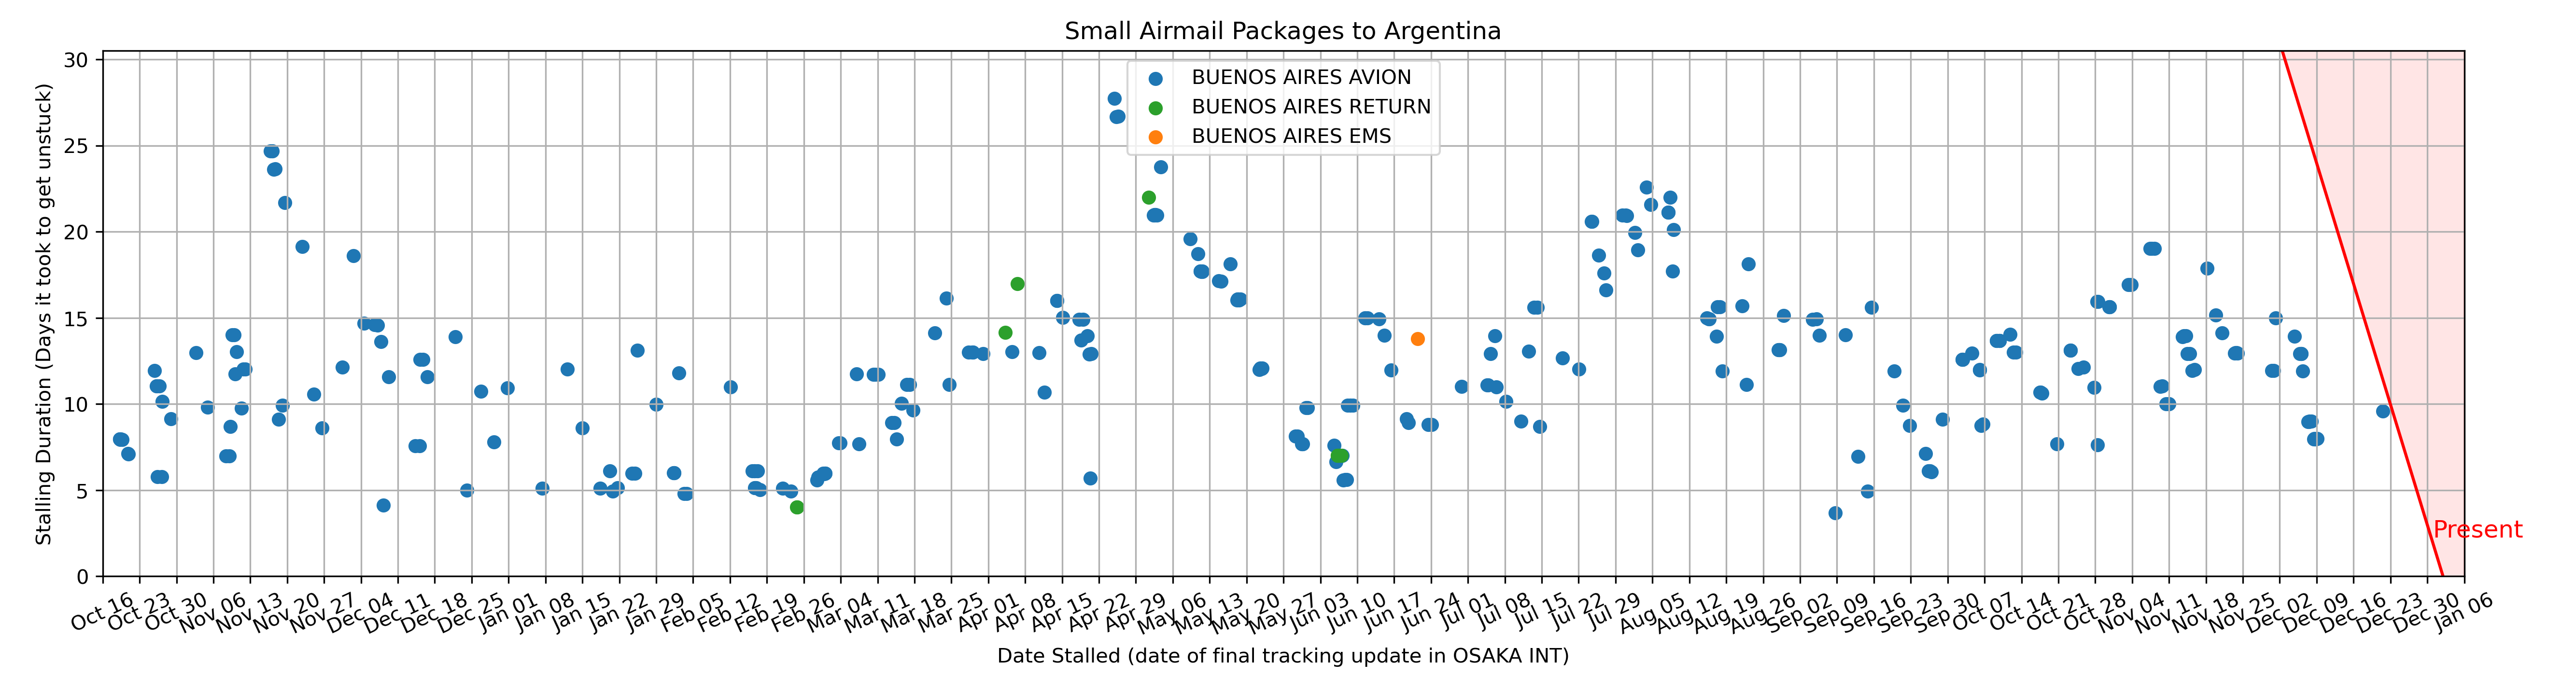 Small Airmail Packages to Argentina
30
25
20
15
10
5
0
Stalling Duration (Days it took to get unstuck)
BUENOS AIRES AVION
BUENOS AIRES RETURN
BUENOS AIRES EMS
Present
Oct 16
Oct 23
Oct 30
Nov 06
Nov 13
Nov 20
Nov 27
Dec 04
Dec 11
Dec 18
Dec 25
Jan 01
Jan 08
Jan 15
Jan 22
Jan 29
Feb 05
Feb 12
Feb 19
Feb 26
Mar 04
Mar 11
Mar 18
Mar 25
Apr 01
Apr 08
Apr 15
Apr 22
Apr 29
May 06
May 13
May 20
May 27
Jun 03
Jun 10
Jun 17
Jun 24
Jul 01
Jul 08
Jul 15
Jul 22
Jul 29
Aug 05
Aug 12
Aug 19
Aug 26
Sep 02
Sep 09
Sep 16
Sep 23
Sep 30
Oct 07
Oct 14
Oct 21
Oct 28
Nov 04
Nov 11
Nov 18
Nov 25
Dec 02
Dec 09
Dec 16
Dec 23
Dec 30
Jan 06
Date Stalled (date of final tracking update in OSAKA INT)